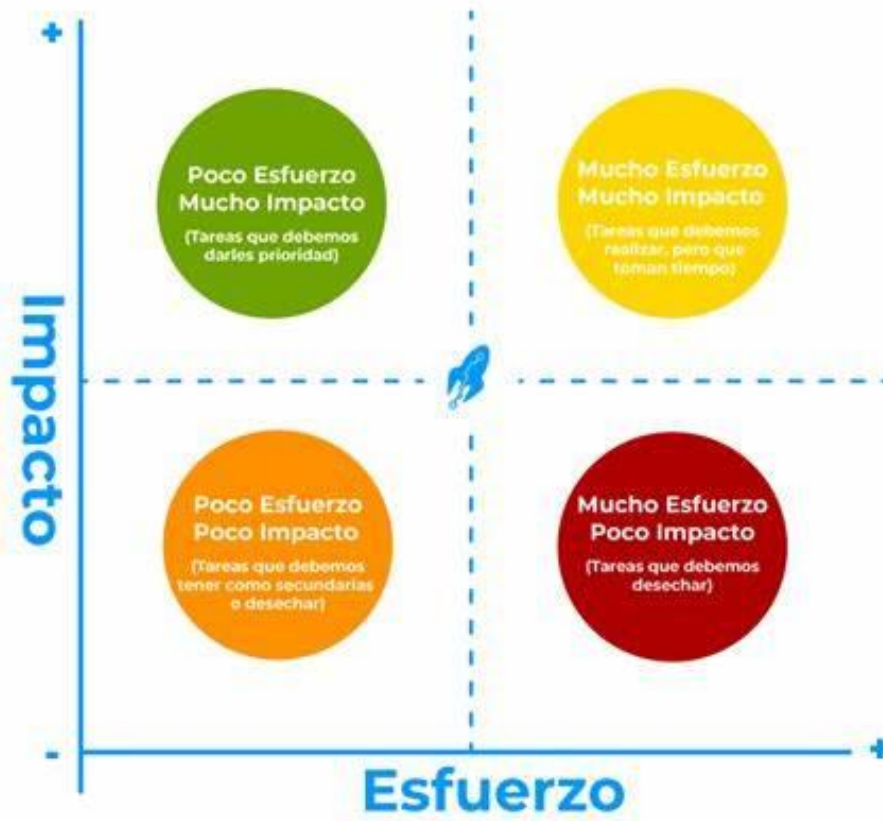 +
Poco Esfuerzo
Mucho Impacto
(Tareas que debemos
darles prioridad)
Mucho Esfuerzo
Mucho Impacto
(Tareas que debemos
realizar, pero que
toman tiempo)
Impacto
Poco Esfuerzo
Poco Impacto
(Tareas que debemos
tener como secundarias
o desechar)
Mucho Esfuerzo
Poco Impacto
(Tareas que debemos
desechar)
-
+
Esfuerzo